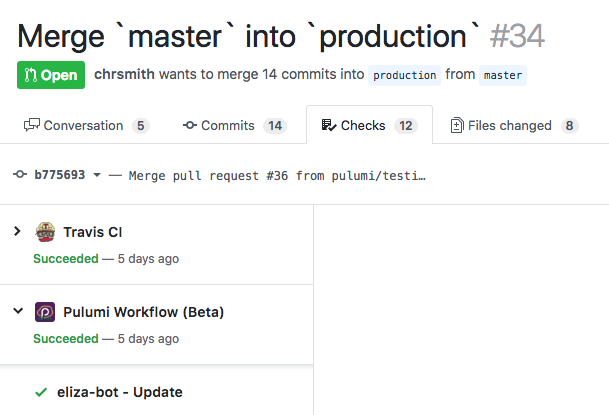 Merge `master` into `production` #34
Open chrsmith wants to merge 14 commits into production from master
Conversation 5 Commits 14 Checks 12 Files changed 8
b775693 — Merge pull request #36 from pulumi/testi…
Travis CI
Succeeded — 5 days ago
Pulumi Workflow (Beta)
Succeeded — 5 days ago
eliza-bot - Update